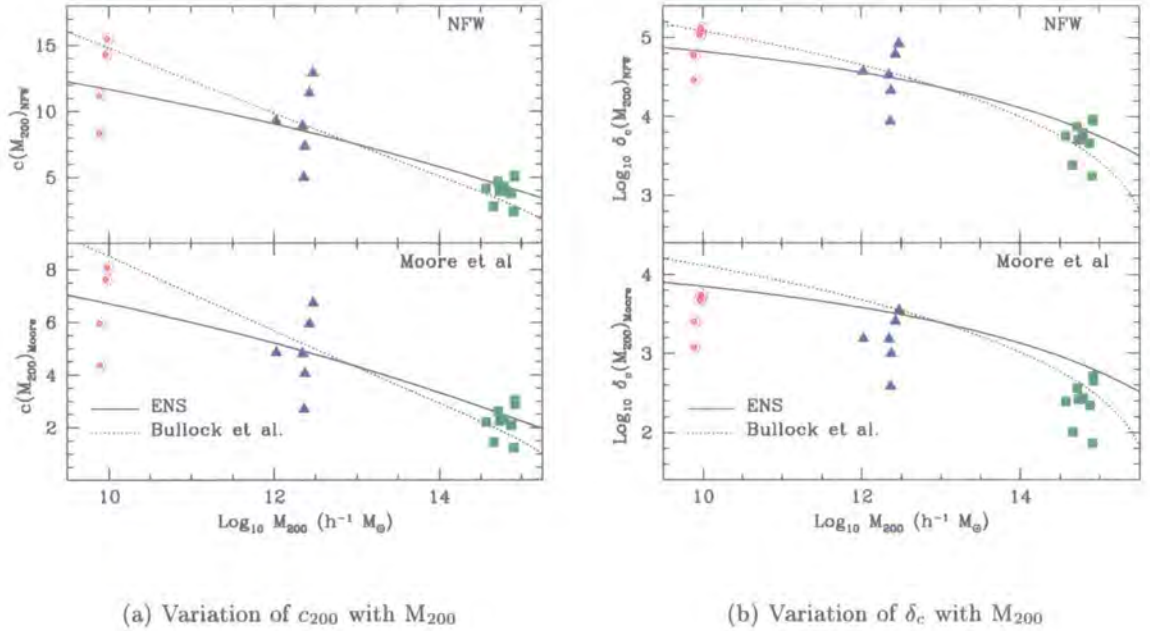 NFW
15
10
5
c(M200)NFW
Moore et al
8
6
4
2
c(M200)Moore
ENS
Bullock et al.
10
12
14
Log10 M200 (h−1 M⊙)
NFW
5
4
3
Log10 δc(M200)NFW
Moore et al
4
3
2
Log10 δc(M200)Moore
ENS
Bullock et al.
10
12
14
Log10 M200 (h−1 M⊙)
(a) Variation of c200 with M200
(b) Variation of δc with M200